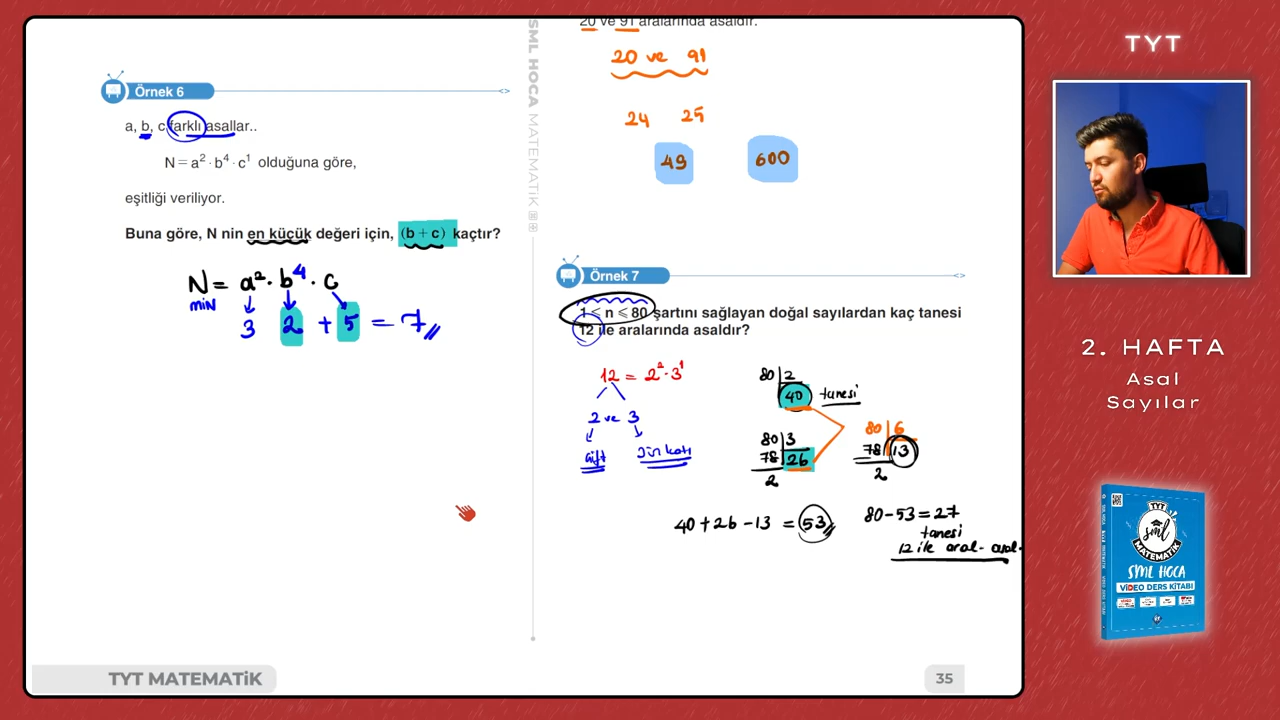 20 ve 91 aralarında asaldır.
20 ve 91
24 25
49 600
Örnek 6
a, b, c farklı asallar..
N = a² · b⁴ · c¹ olduğuna göre,
eşitliği veriliyor.
Buna göre, N nin en küçük değeri için, (b + c) kaçtır?
N = a² · b⁴ · c
min
3 2 + 5 = 7
SML HOCA MATEMATİK
Örnek 7
1 ≤ n ≤ 80 şartını sağlayan doğal sayılardan kaç tanesi
12 ile aralarında asaldır?
12 = 2² · 3¹
2 ve 3
çift 3'ün katı
80 2
40 tanesi
80 3
78 26
2
80 6
78 13
2
40 + 26 - 13 = 53
80 - 53 = 27
tanesi
12 ile aral- asal-
TYT MATEMATİK
35
TYT
2. HAFTA
Asal
Sayılar
TYT
sml
MATEMATİK
SML HOCA
VİDEO DERS KİTABI